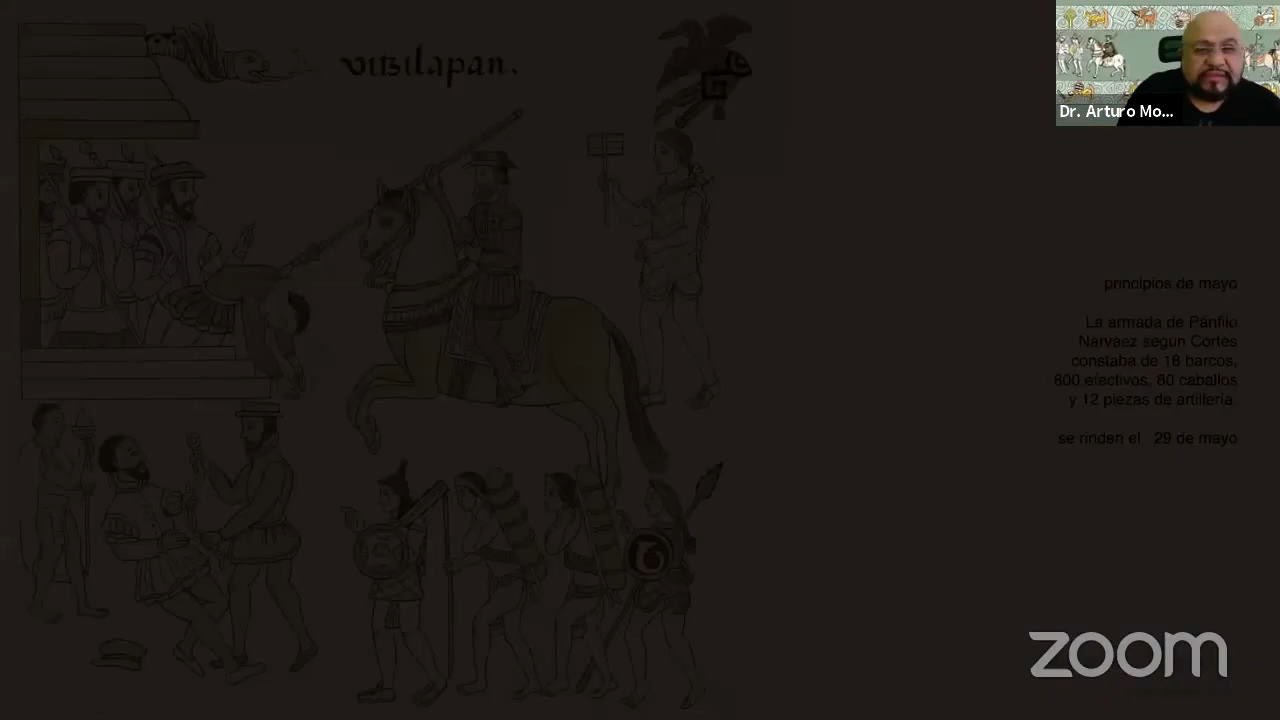 vitzilapan.
Dr. Arturo Mo...
principios de mayo
La armada de Pánfilo
Narváez según Cortés
constaba de 18 barcos,
800 efectivos, 80 caballos
y 12 piezas de artillería.
se rinden el 29 de mayo
zoom